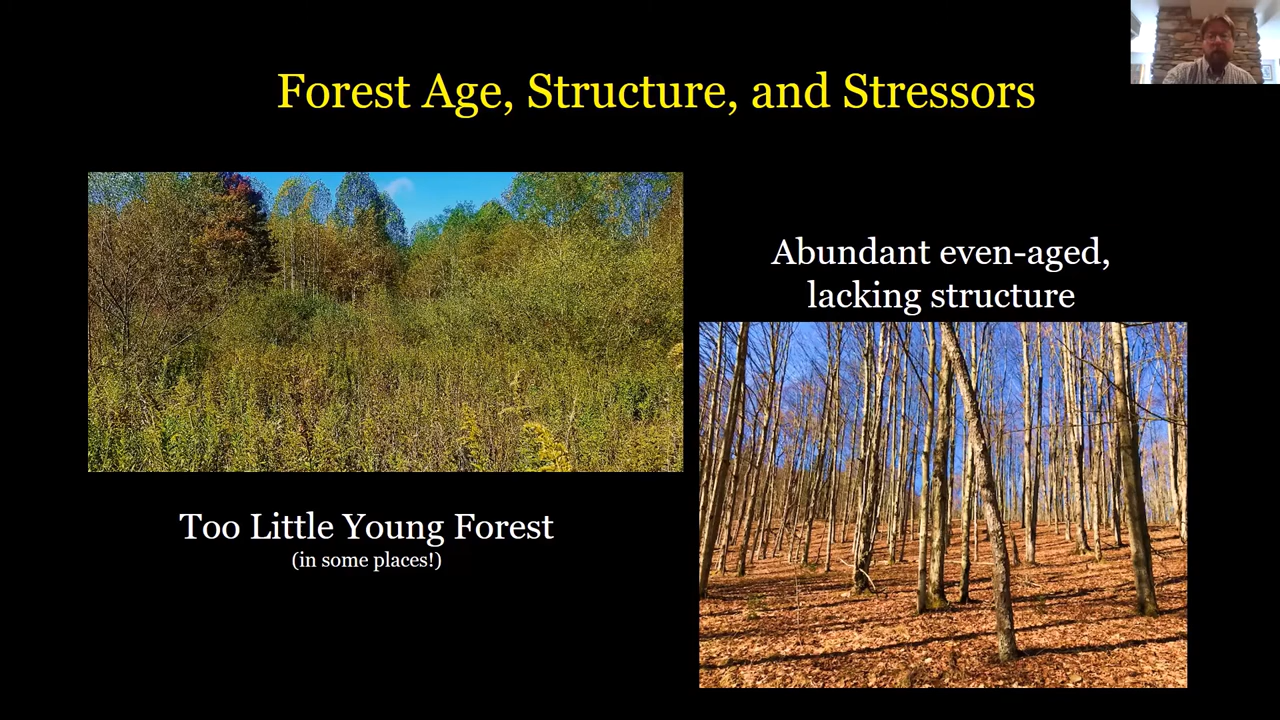 Forest Age, Structure, and Stressors
Abundant even-aged,
lacking structure
Too Little Young Forest
(in some places!)